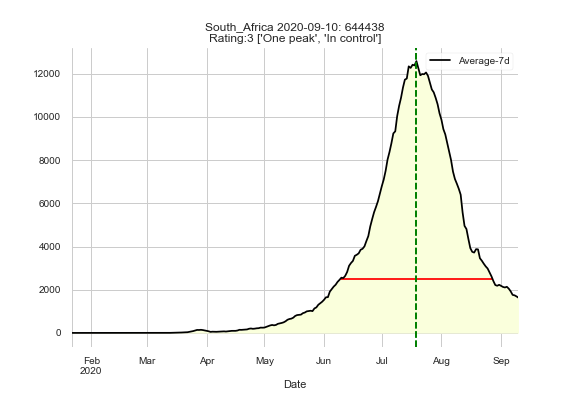 South_Africa 2020-09-10: 644438
Rating:3 ['One peak', 'In control']
Average-7d
12000
10000
8000
6000
4000
2000
0
Feb Mar Apr May Jun Jul Aug Sep
2020
Date